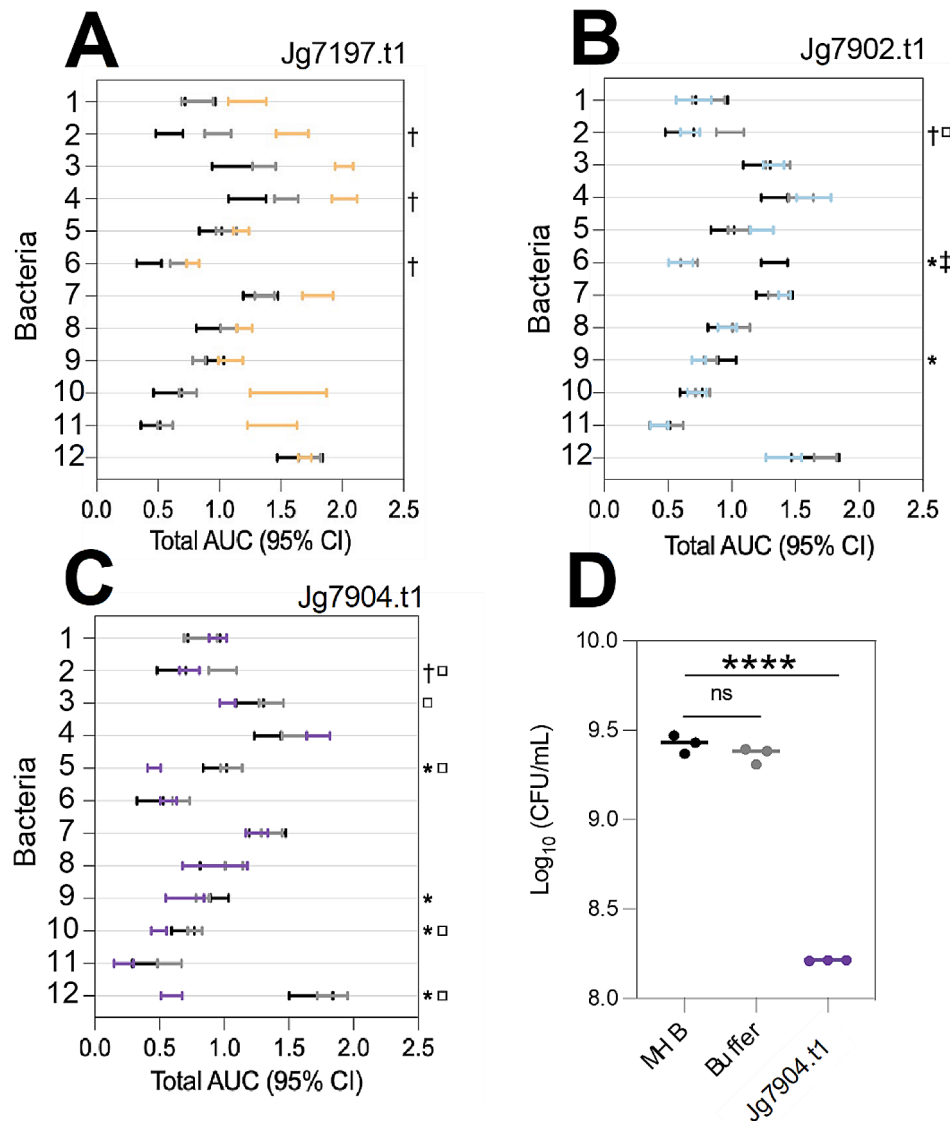 A
Jg7197.t1
Bacteria
1
2 †
3
4 †
5
6 †
7
8
9
10
11
12
0.0 0.5 1.0 1.5 2.0 2.5
Total AUC (95% CI)
B
Jg7902.t1
Bacteria
1
2 †□
3
4
5
6 *‡
7
8
9 *
10
11
12
0.0 0.5 1.0 1.5 2.0 2.5
Total AUC (95% CI)
C
Jg7904.t1
Bacteria
1
2 †□
3 □
4
5 *□
6
7
8
9 *
10 *□
11
12 *□
0.0 0.5 1.0 1.5 2.0 2.5
Total AUC (95% CI)
D
Log10 (CFU/mL)
10.0
9.5
9.0
8.5
8.0
****
ns
MHB
Buffer
Jg7904.t1